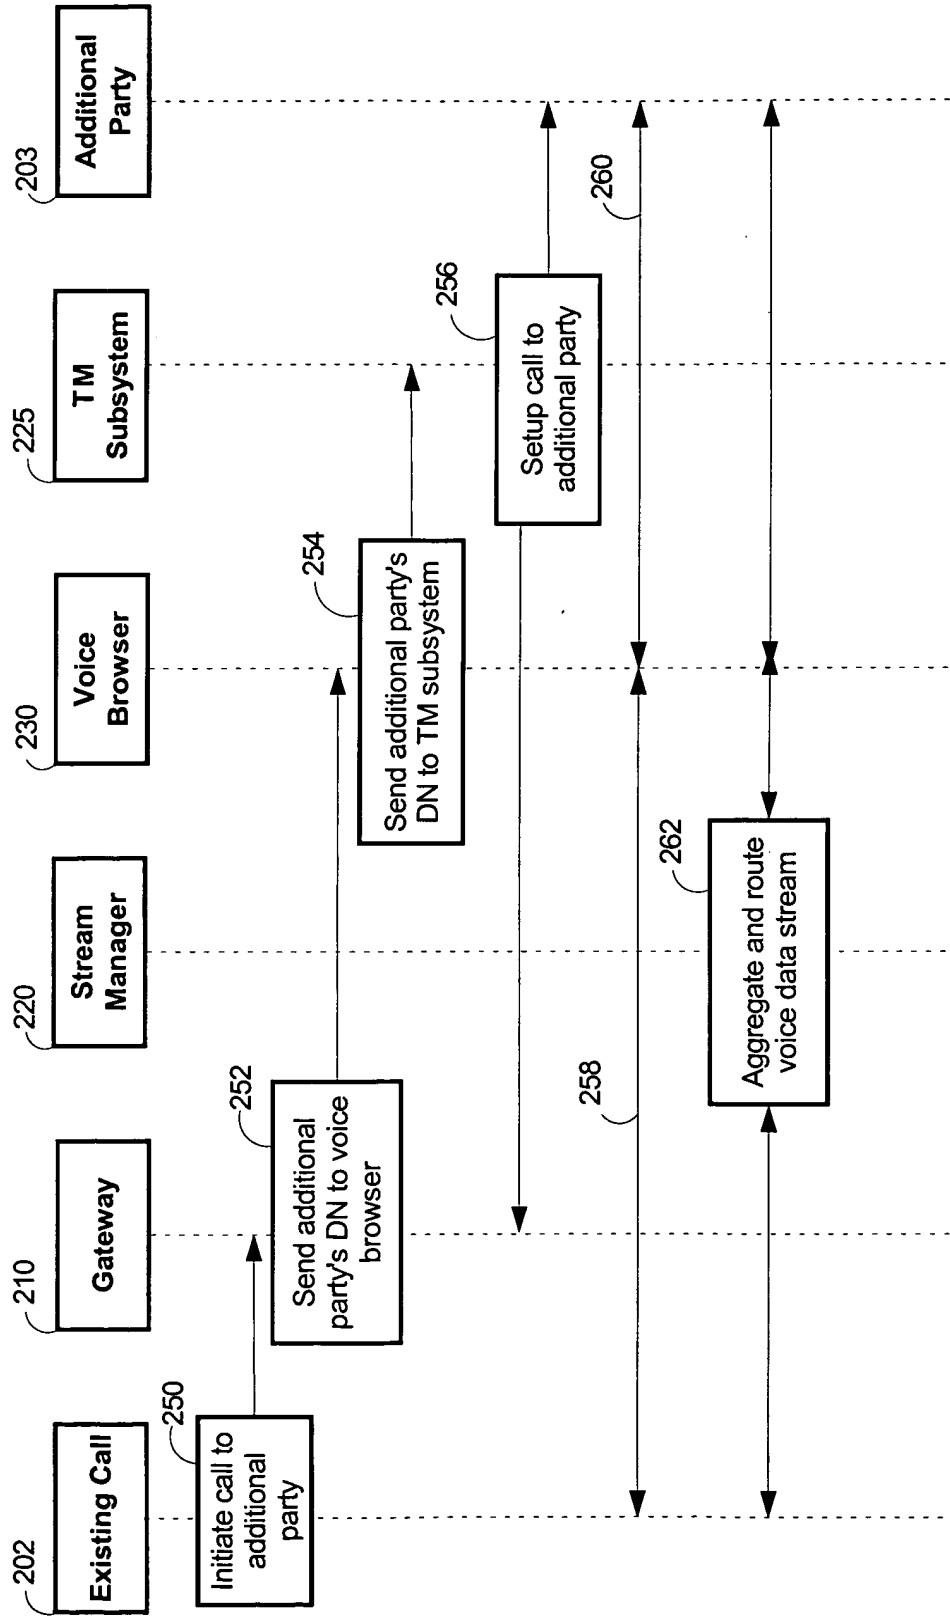 202
Existing Call
210
Gateway
220
Stream
Manager
230
Voice
Browser
225
TM
Subsystem
203
Additional
Party
250
Initiate call to
additional
party
252
Send additional
party's DN to voice
browser
254
Send additional party's
DN to TM subsystem
256
Setup call to
additional party
258
260
262
Aggregate and route
voice data stream